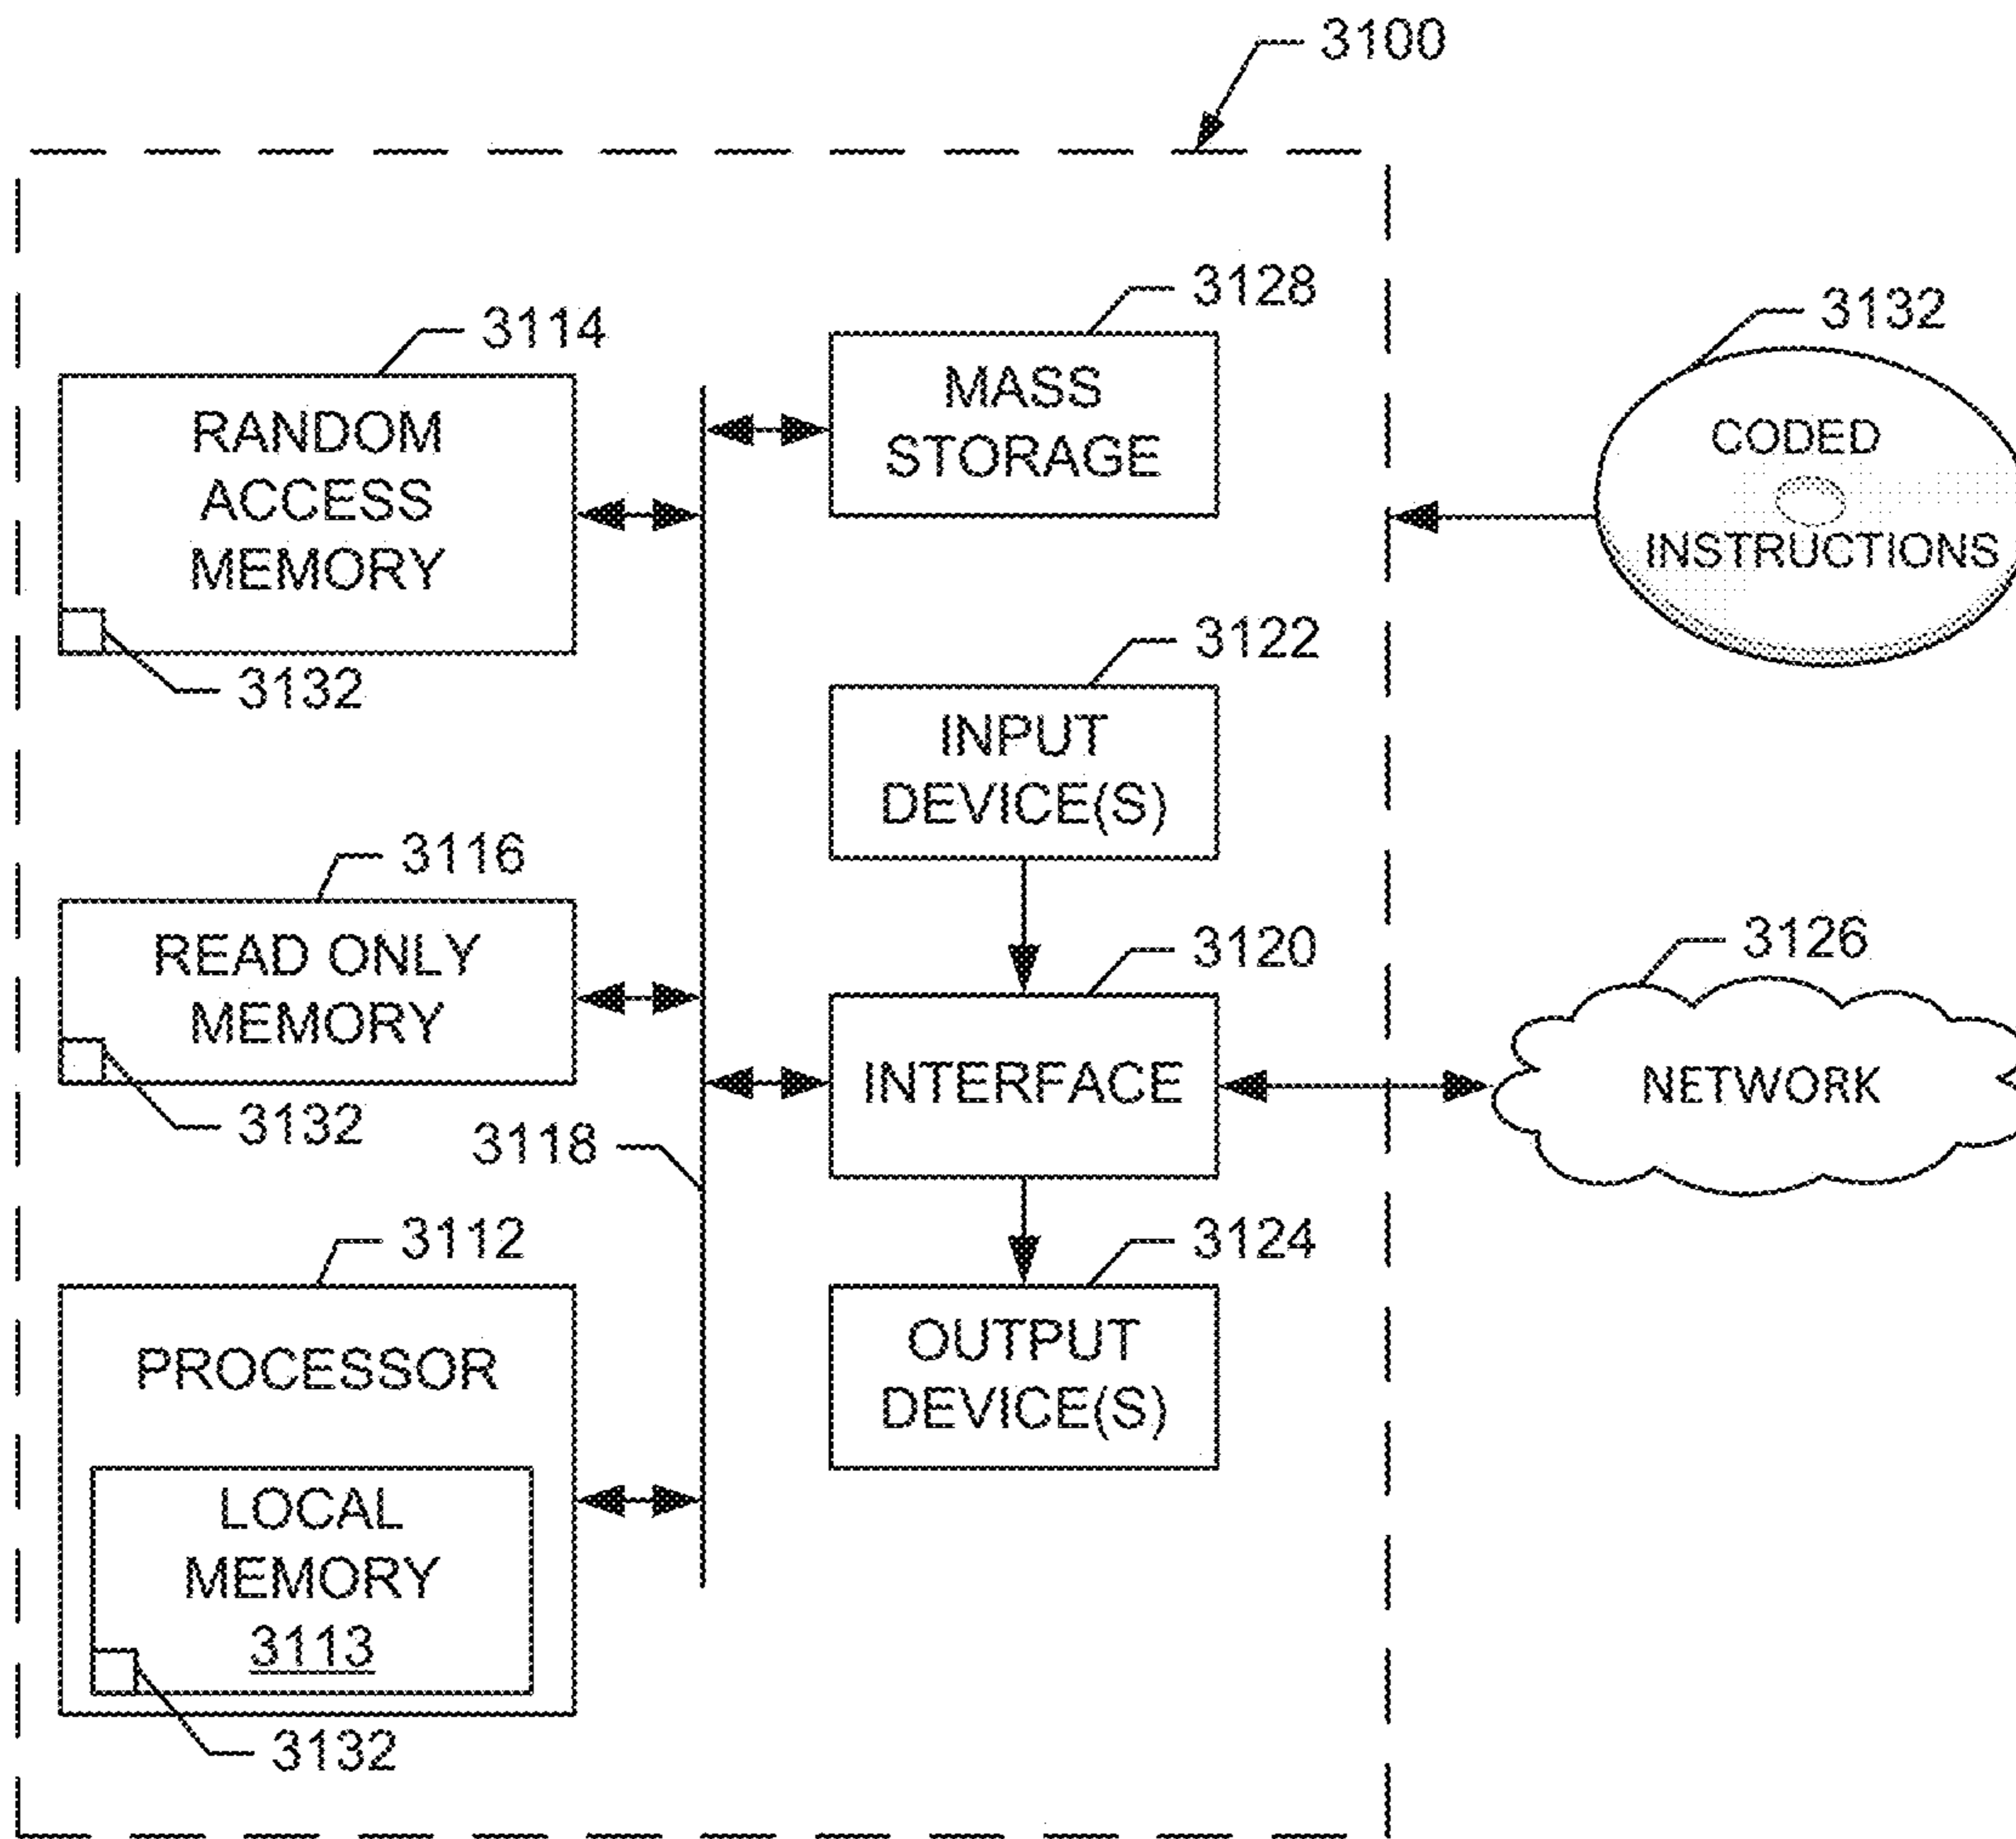 3100
3128
3114
3132
MASS
STORAGE
RANDOM
ACCESS
MEMORY
CODED
INSTRUCTIONS
3132
3122
INPUT
DEVICE(S)
3116
READ ONLY
MEMORY
3120
3126
INTERFACE
NETWORK
3132
3118
3112
3124
PROCESSOR
OUTPUT
DEVICE(S)
LOCAL
MEMORY
3113
3132